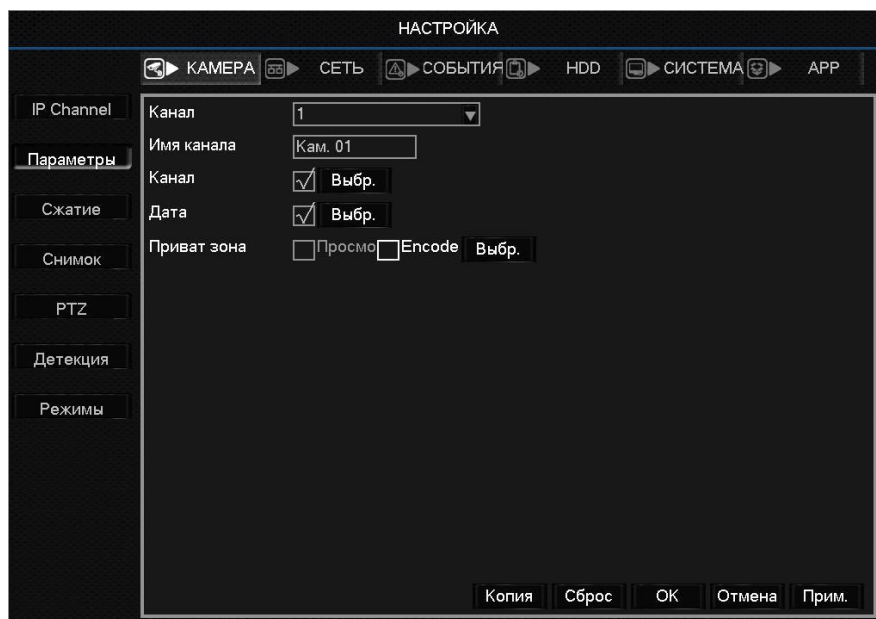 НАСТРОЙКА
КАМЕРА СЕТЬ СОБЫТИЯ HDD СИСТЕМА APP
IP Channel
Параметры
Сжатие
Снимок
PTZ
Детекция
Режимы
Канал 1
Имя канала Кам. 01
Канал Выбр.
Дата Выбр.
Приват зона Просмо Encode Выбр.
Копия Сброс OK Отмена Прим.